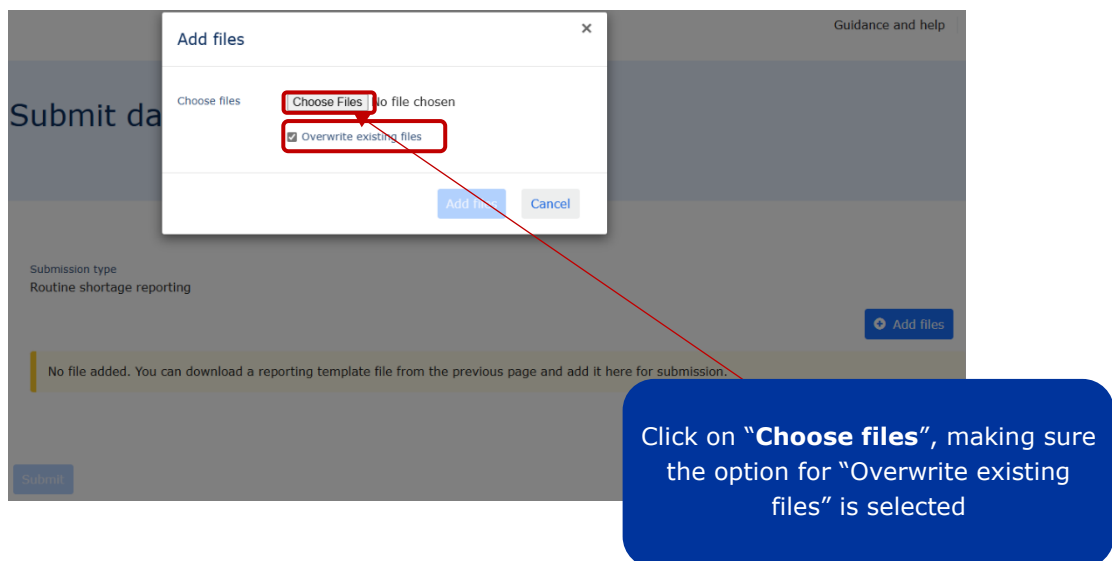 Guidance and help
Add files
×
Choose files
Choose Files No file chosen
Overwrite existing files
Submit da
Add files
Cancel
Submission type
Routine shortage reporting
Add files
No file added. You can download a reporting template file from the previous page and add it here for submission.
Click on “Choose files”, making sure
the option for “Overwrite existing
files” is selected
Submit